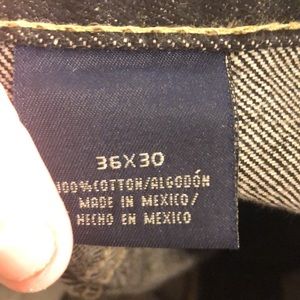 36X30
100%COTTON/ALGODÓN
MADE IN MEXICO/
HECHO EN MEXICO